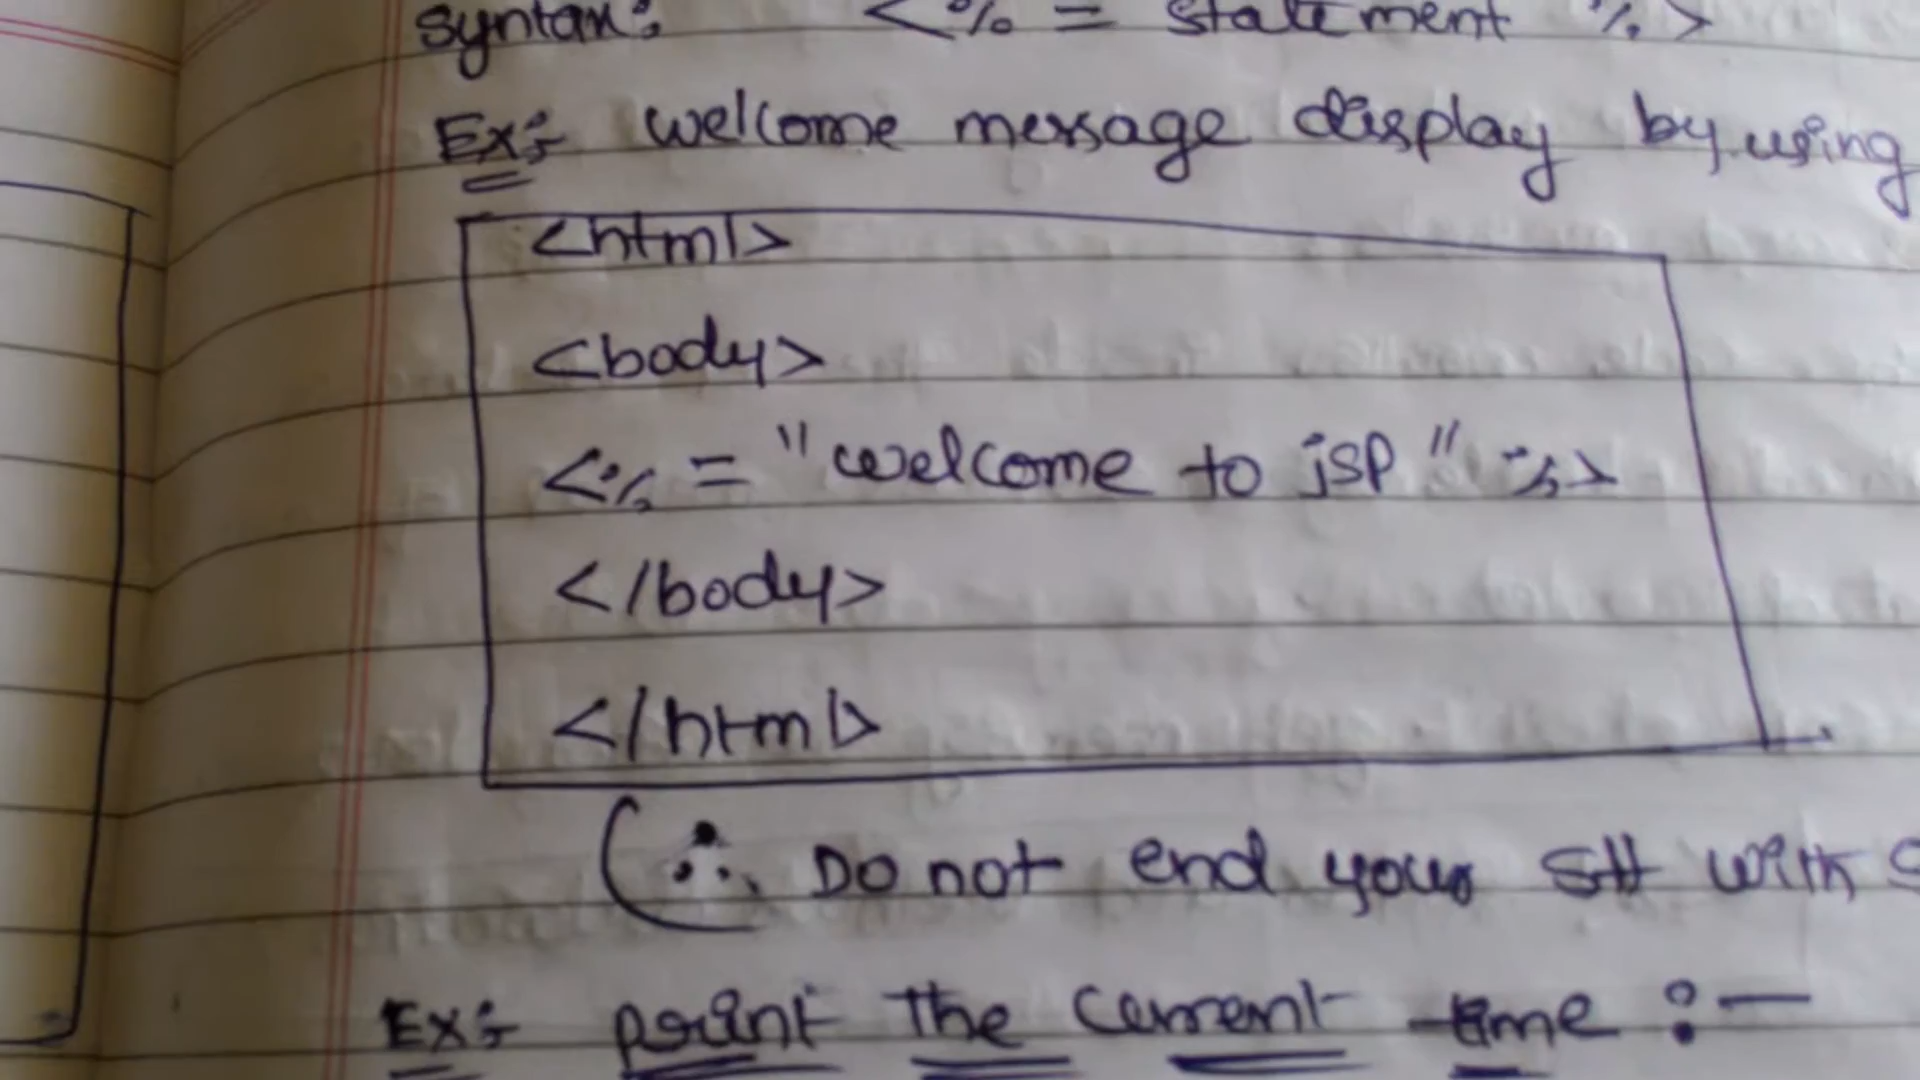 Syntax: <% = statement %>
Ex:- welcome message display by using
<html>
<body>
<% = "welcome to jsp" %>
</body>
</html>
(∴ Do not end your stt with
Ex:- print the current time :-